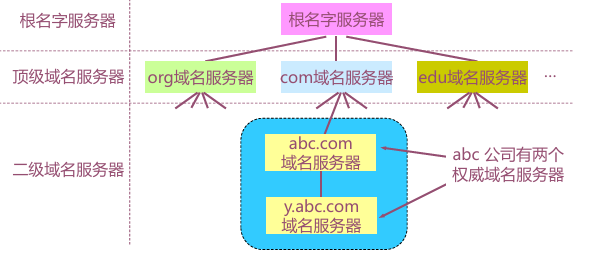 根名字服务器
根名字服务器
顶级域名服务器
org域名服务器
com域名服务器
edu域名服务器
...
二级域名服务器
abc.com
域名服务器
y.abc.com
域名服务器
abc 公司有两个
权威域名服务器